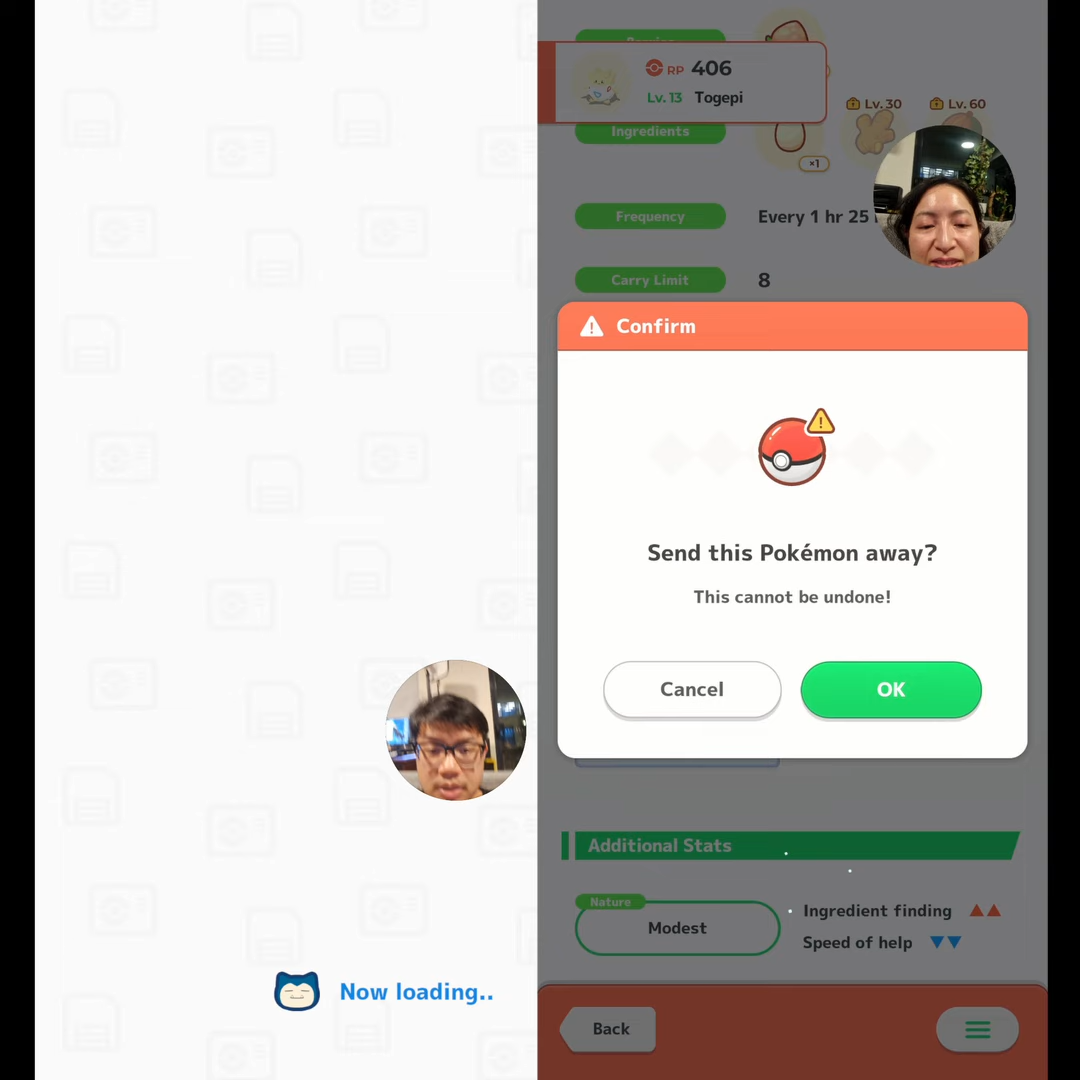 RP 406
Lv. 13 Togepi
Lv. 30
Lv. 60
Ingredients
×1
Frequency
Every 1 hr 25
Carry Limit
8
Confirm
Send this Pokémon away?
This cannot be undone!
Cancel
OK
Additional Stats
Nature
Modest
Ingredient finding
Speed of help
Now loading..
Back